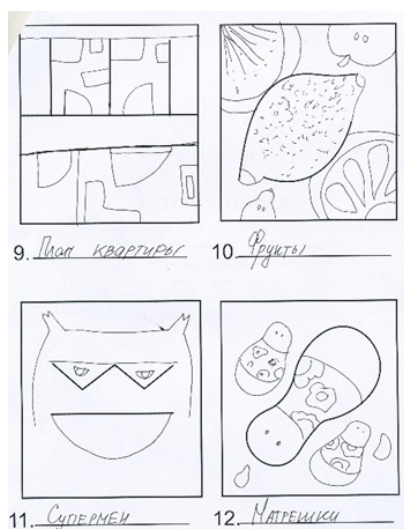 9. План квартиры
10. Фрукты
11. Супермен
12. Матрешки